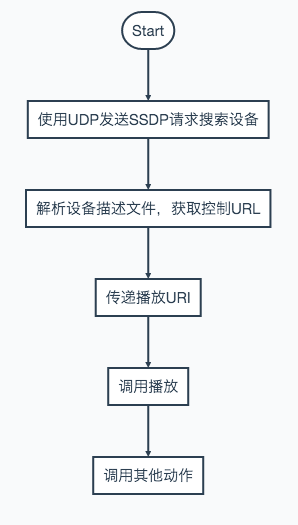 Start
使用UDP发送SSDP请求搜索设备
解析设备描述文件，获取控制URL
传递播放URI
调用播放
调用其他动作